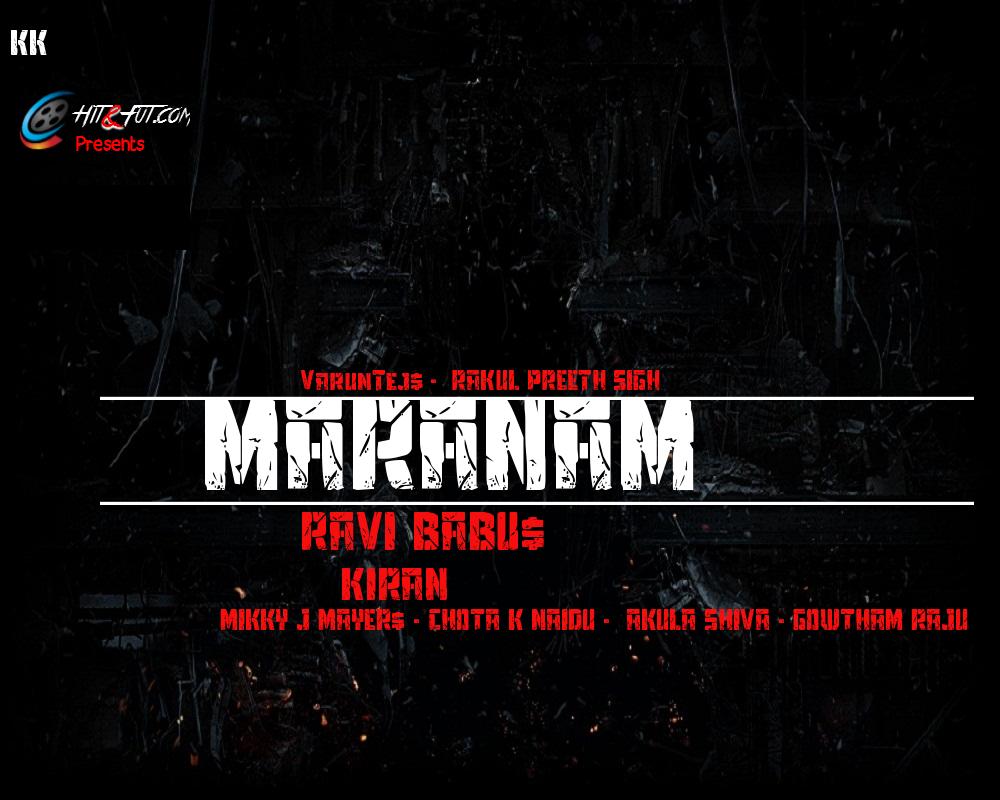 KK
HIT&FUT.COM
Presents
VARUNTEJ$ - RAKUL PREETH SIGH
MARANAM
RAVI BABU$
KIRAN
MIKKY J MAYER$ - CHOTA K NAIDU - AKULA SHIVA - GOWTHAM RAJU